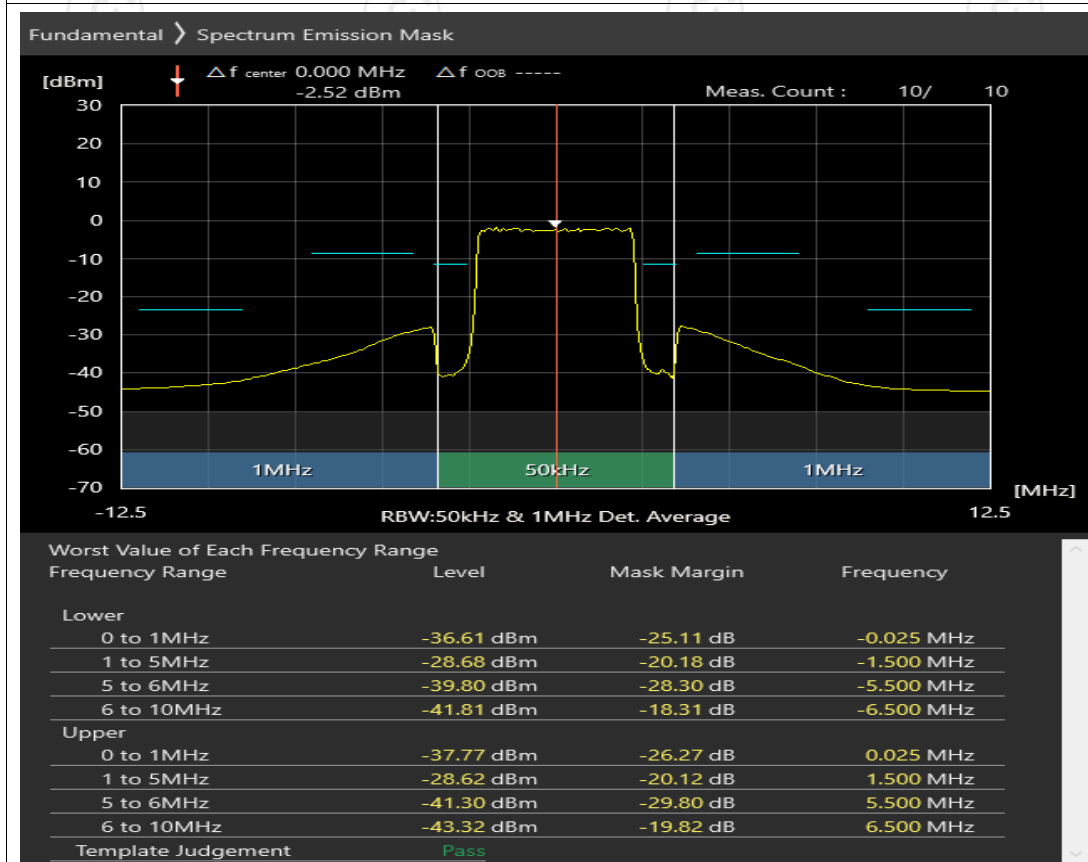 Fundamental ❯ Spectrum Emission Mask
△f center 0.000 MHz △f OOB -----
[dBm] -2.52 dBm Meas. Count : 10/ 10
30
20
10
0
-10
-20
-30
-40
-50
-60
1MHz 50kHz 1MHz
-70
[MHz]
-12.5 RBW:50kHz & 1MHz Det. Average 12.5
Worst Value of Each Frequency Range
Frequency Range Level Mask Margin Frequency
Lower
0 to 1MHz -36.61 dBm -25.11 dB -0.025 MHz
1 to 5MHz -28.68 dBm -20.18 dB -1.500 MHz
5 to 6MHz -39.80 dBm -28.30 dB -5.500 MHz
6 to 10MHz -41.81 dBm -18.31 dB -6.500 MHz
Upper
0 to 1MHz -37.77 dBm -26.27 dB 0.025 MHz
1 to 5MHz -28.62 dBm -20.12 dB 1.500 MHz
5 to 6MHz -41.30 dBm -29.80 dB 5.500 MHz
6 to 10MHz -43.32 dBm -19.82 dB 6.500 MHz
Template Judgement Pass